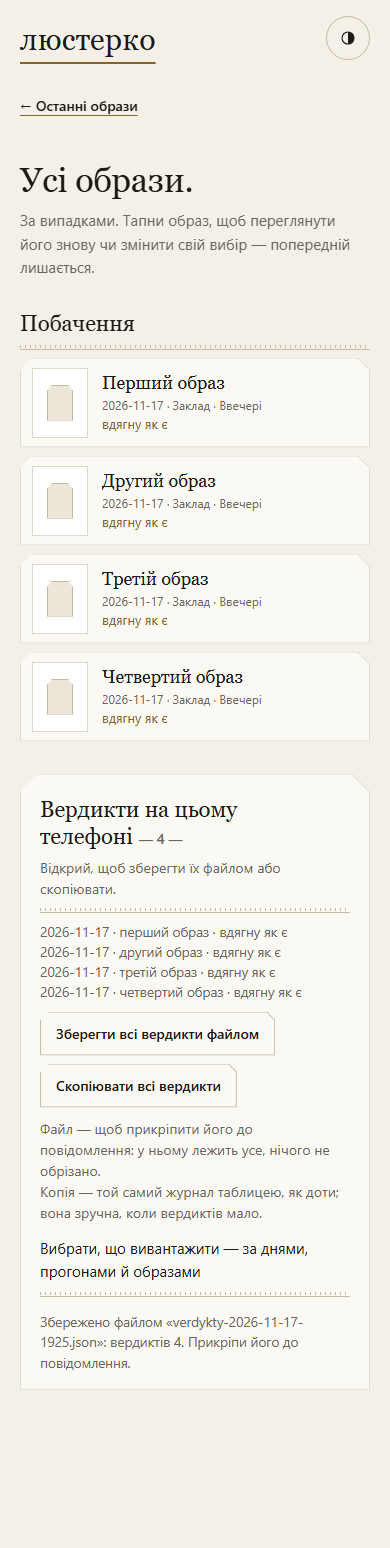 люстерко
← Останні образи
Усі образи.
За випадками. Тапни образ, щоб переглянути
його знову чи змінити свій вибір — попередній
лишається.
Побачення
Перший образ
2026-11-17 · Заклад · Ввечері
вдягну як є
Другий образ
2026-11-17 · Заклад · Ввечері
вдягну як є
Третій образ
2026-11-17 · Заклад · Ввечері
вдягну як є
Четвертий образ
2026-11-17 · Заклад · Ввечері
вдягну як є
Вердикти на цьому
телефоні — 4 —
Відкрий, щоб зберегти їх файлом або
скопіювати.
2026-11-17 · перший образ · вдягну як є
2026-11-17 · другий образ · вдягну як є
2026-11-17 · третій образ · вдягну як є
2026-11-17 · четвертий образ · вдягну як є
Зберегти всі вердикти файлом
Скопіювати всі вердикти
Файл — щоб прикріпити його до
повідомлення: у ньому лежить усе, нічого не
обрізано.
Копія — той самий журнал таблицею, як доти;
вона зручна, коли вердиктів мало.
Вибрати, що вивантажити — за днями,
прогонами й образами
Збережено файлом «verdykty-2026-11-17-
1925.json»: вердиктів 4. Прикріпи його до
повідомлення.